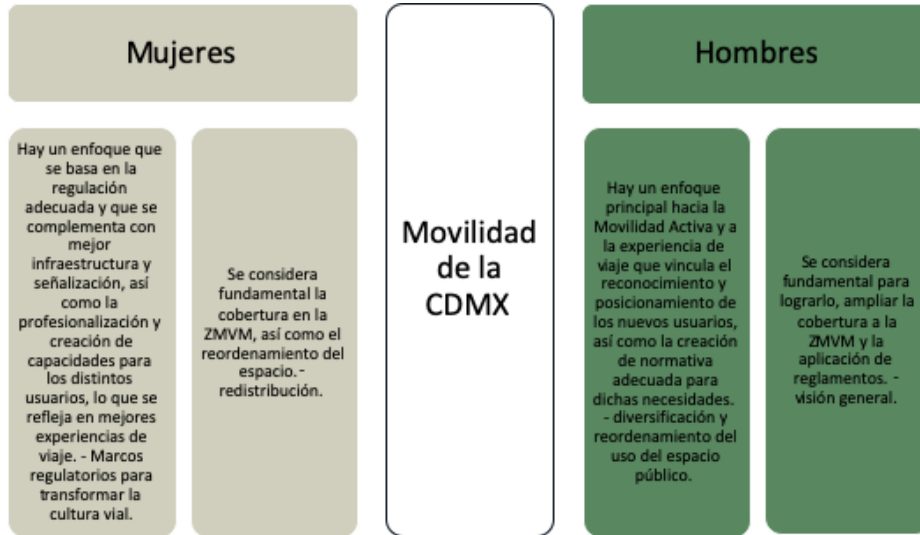 Mujeres
Hay un enfoque que
se basa en la
regulación
adecuada y que se
complementa con
mejor
infraestructura y
señalización, así
como la
profesionalización y
creación de
capacidades para
los distintos
usuarios, lo que se
refleja en mejores
experiencias de
viaje. - Marcos
regulatorios para
transformar la
cultura vial.
Se considera
fundamental la
cobertura en la
ZMVM, así como el
reordenamiento del
espacio. -
redistribución.
Movilidad
de la
CDMX
Hombres
Hay un enfoque
principal hacia la
Movilidad Activa y a
la experiencia de
viaje que vincula el
reconocimiento y
posicionamiento de
los nuevos usuarios,
así como la creación
de normativa
adecuada para
dichas necesidades.
- diversificación y
reordenamiento del
uso del espacio
público.
Se considera
fundamental para
lograrlo, ampliar la
cobertura a la
ZMVM y la
aplicación de
reglamentos. -
visión general.